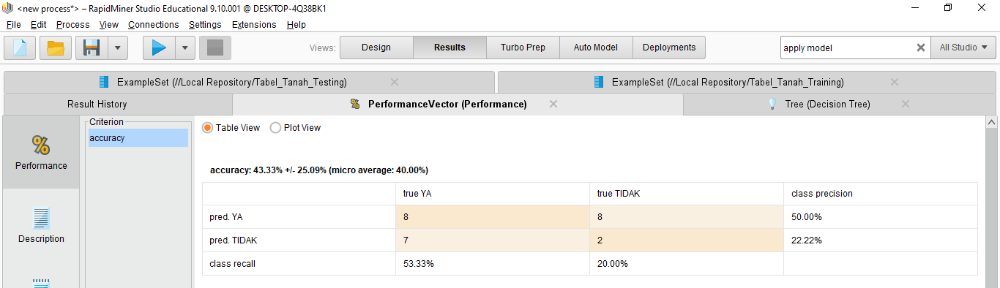 <new process*> – RapidMiner Studio Educational 9.10.001 @ DESKTOP-4Q38BK1
File Edit Process View Connections Settings Extensions Help
Views: Design Results Turbo Prep Auto Model Deployments apply model All Studio
ExampleSet (//Local Repository/Tabel_Tanah_Testing) ExampleSet (//Local Repository/Tabel_Tanah_Training)
Result History % PerformanceVector (Performance) Tree (Decision Tree)
Criterion
accuracy
%
Performance
Description
Table View Plot View
accuracy: 43.33% +/- 25.09% (micro average: 40.00%)
true YA true TIDAK class precision
pred. YA 8 8 50.00%
pred. TIDAK 7 2 22.22%
class recall 53.33% 20.00%